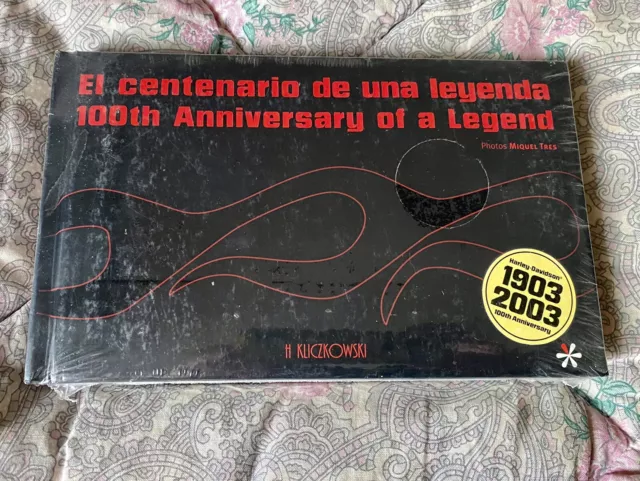 El centenario de una leyenda
100th Anniversary of a Legend
Photos MIQUEL TRES
Harley-Davidson®
1903
2003
100th Anniversary
H KLICZKOWSKI